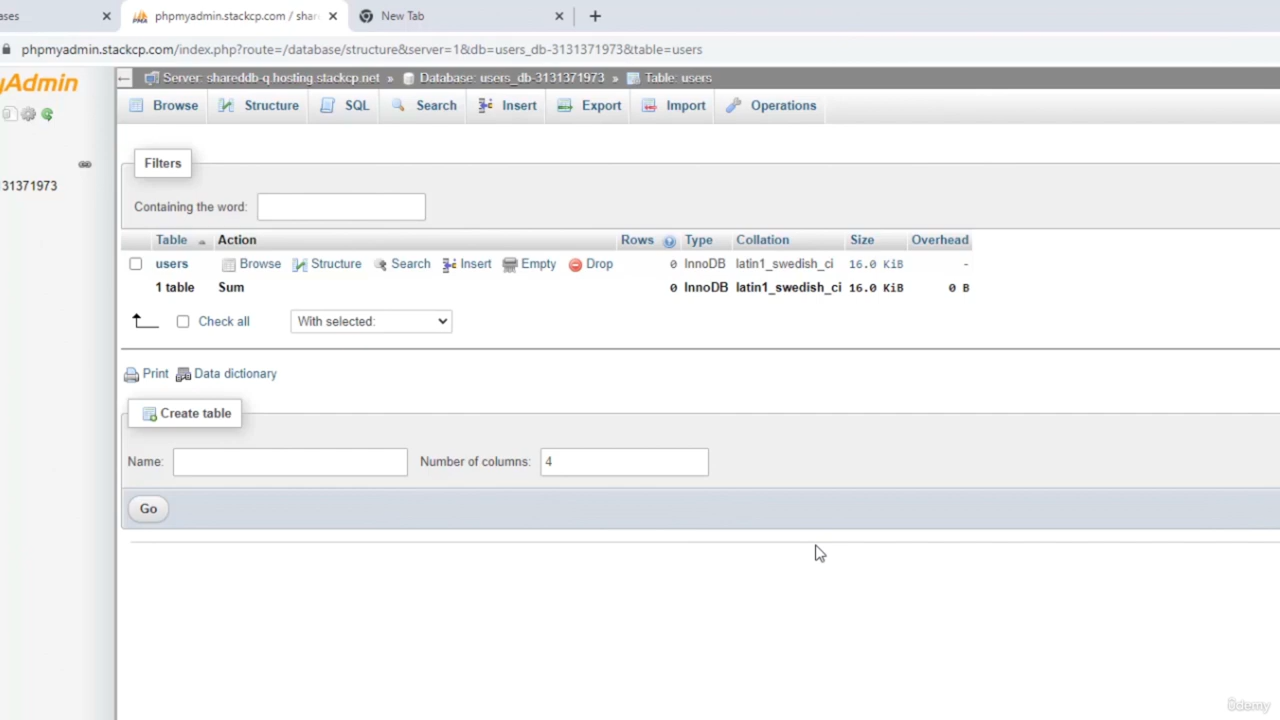 ases
phpmyadmin.stackcp.com / shar
New Tab
phpmyadmin.stackcp.com/index.php?route=/database/structure&server=1&db=users_db-3131371973&table=users
yAdmin
Server: shareddb-q.hosting.stackcp.net » Database: users_db-3131371973 » Table: users
Browse Structure SQL Search Insert Export Import Operations
31371973
Filters
Containing the word:
Table Action Rows Type Collation Size Overhead
users Browse Structure Search Insert Empty Drop 0 InnoDB latin1_swedish_ci 16.0 KiB -
1 table Sum 0 InnoDB latin1_swedish_ci 16.0 KiB 0 B
Check all With selected:
Print Data dictionary
Create table
Name: Number of columns: 4
Go
ûdemy